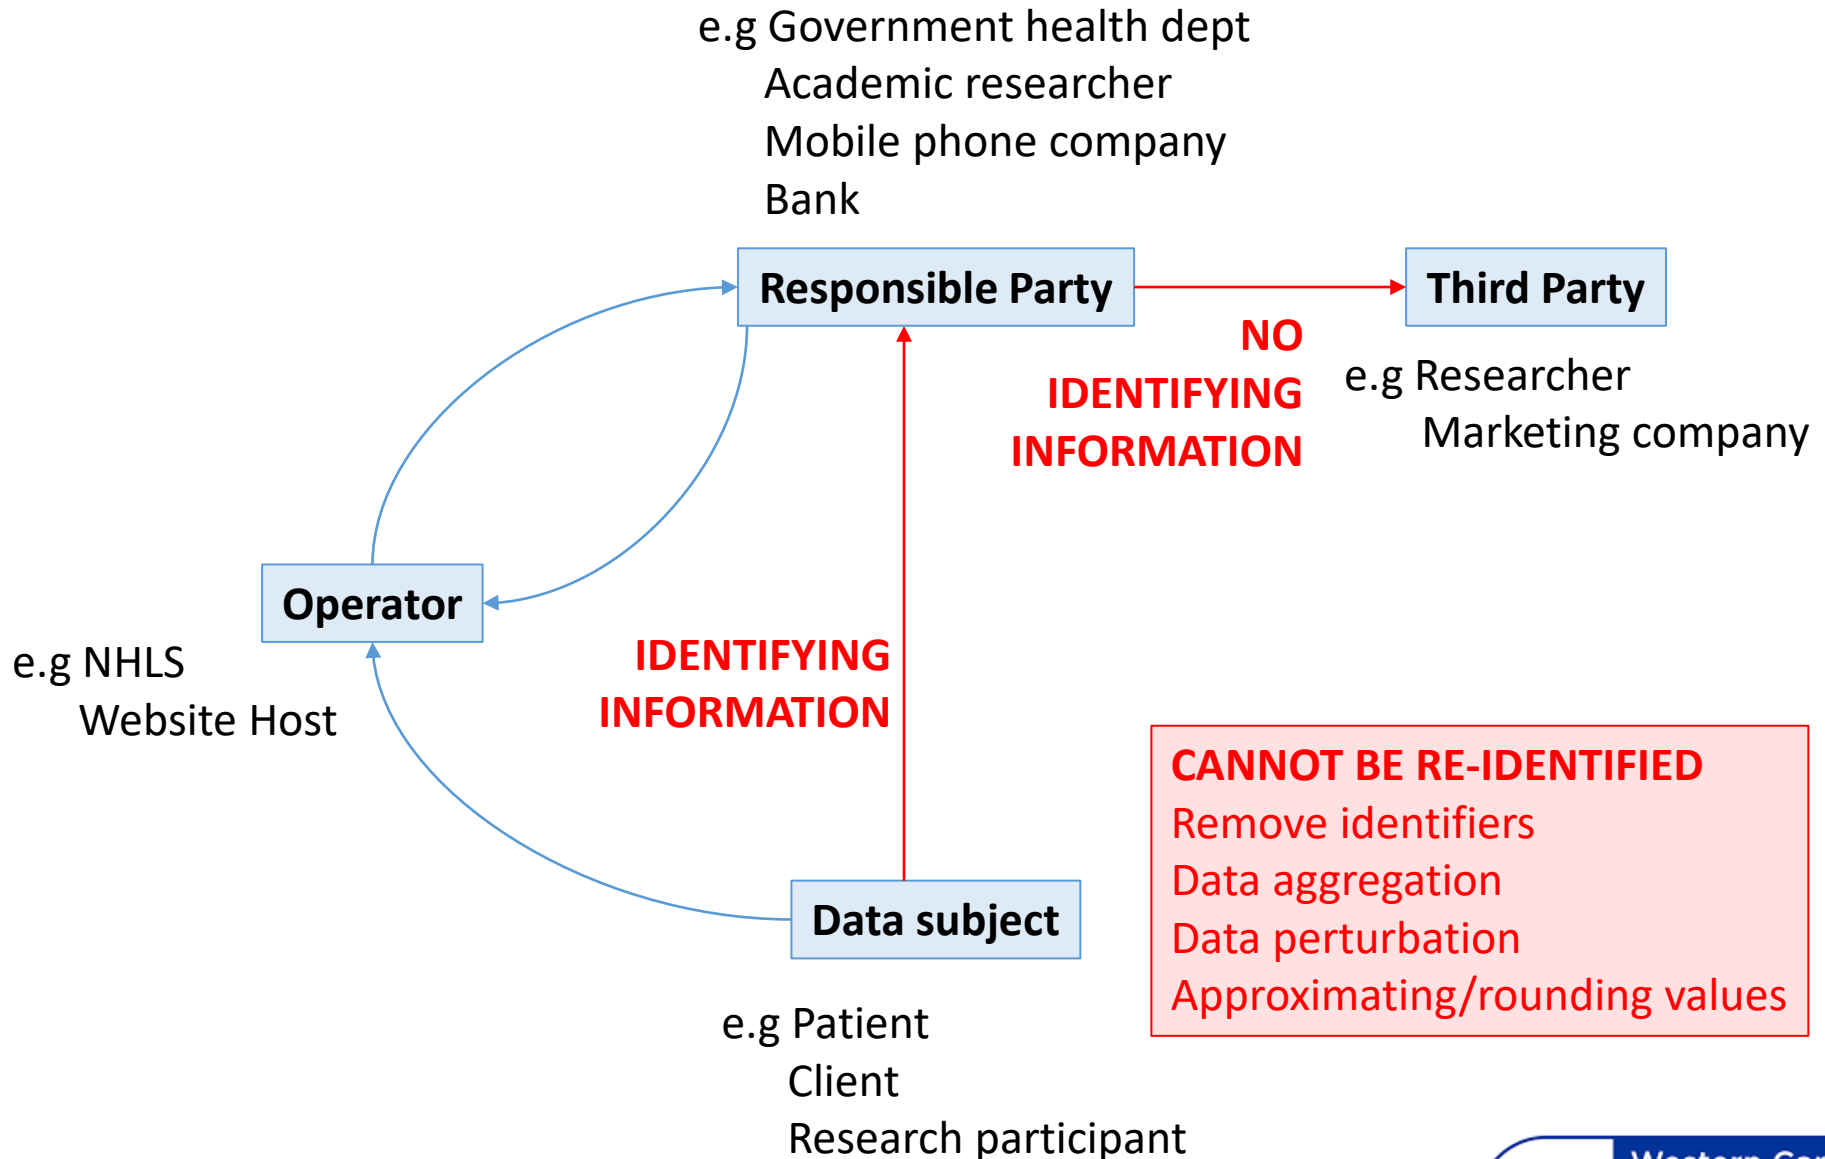 e.g Government health dept
Academic researcher
Mobile phone company
Bank
Responsible Party
Third Party
NO
IDENTIFYING
INFORMATION
e.g Researcher
Marketing company
Operator
e.g NHLS
Website Host
IDENTIFYING
INFORMATION
CANNOT BE RE-IDENTIFIED
Remove identifiers
Data aggregation
Data perturbation
Approximating/rounding values
Data subject
e.g Patient
Client
Research participant